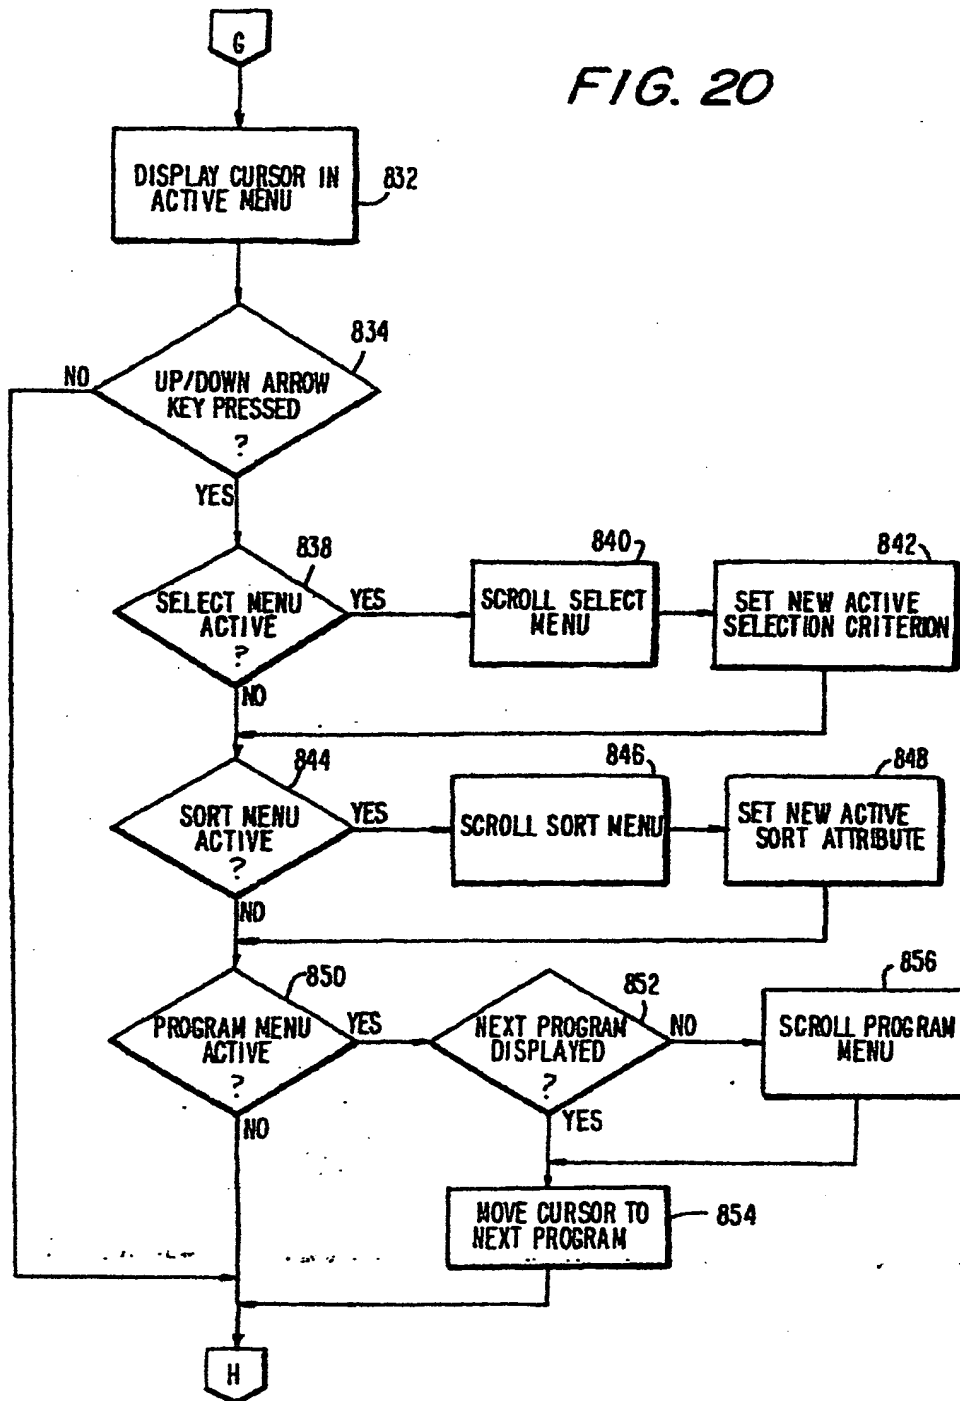 G
FIG. 20
DISPLAY CURSOR IN
ACTIVE MENU
832
834
NO
UP/DOWN ARROW
KEY PRESSED
?
YES
838
SELECT MENU
ACTIVE
?
YES
NO
840
SCROLL SELECT
MENU
842
SET NEW ACTIVE
SELECTION CRITERION
844
SORT MENU
ACTIVE
?
YES
NO
846
SCROLL SORT MENU
848
SET NEW ACTIVE
SORT ATTRIBUTE
850
PROGRAM MENU
ACTIVE
?
YES
NO
852
NEXT PROGRAM
DISPLAYED
?
NO
YES
856
SCROLL PROGRAM
MENU
MOVE CURSOR TO
NEXT PROGRAM
854
H